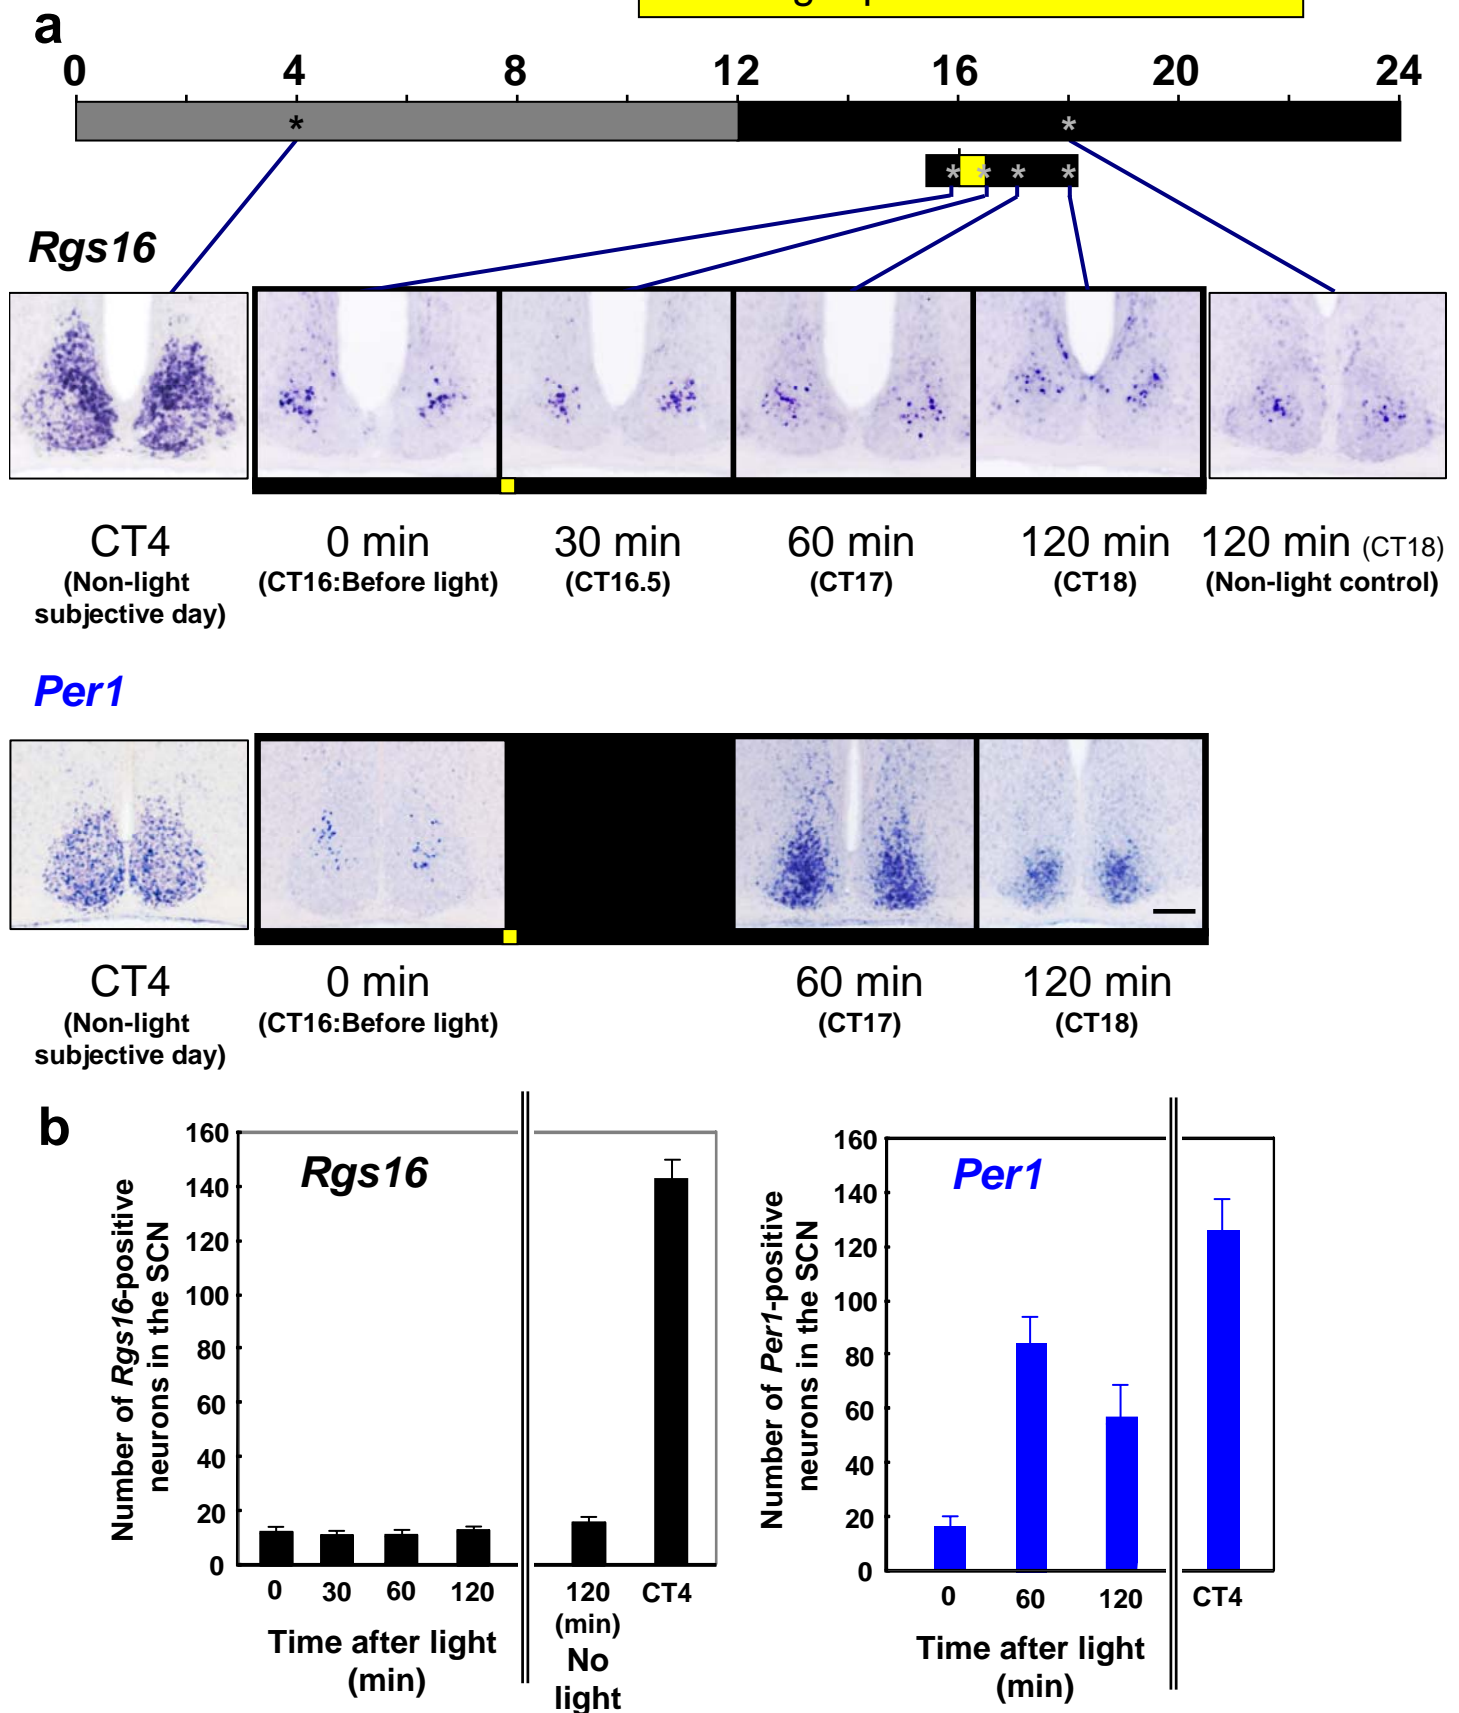 a
0 4 8 12 16 20 24
* *
* * * *
Rgs16
CT4 0 min 30 min 60 min 120 min 120 min (CT18)
(Non-light (CT16:Before light) (CT16.5) (CT17) (CT18) (Non-light control)
subjective day)
Per1
CT4 0 min 60 min 120 min
(Non-light (CT16:Before light) (CT17) (CT18)
subjective day)
b
Rgs16
Number of Rgs16-positive
neurons in the SCN
160
140
120
100
80
60
40
20
0
0 30 60 120 120 CT4
(min)
Time after light
(min)
No
light
Per1
Number of Per1-positive
neurons in the SCN
160
140
120
100
80
60
40
20
0
0 60 120 CT4
Time after light
(min)